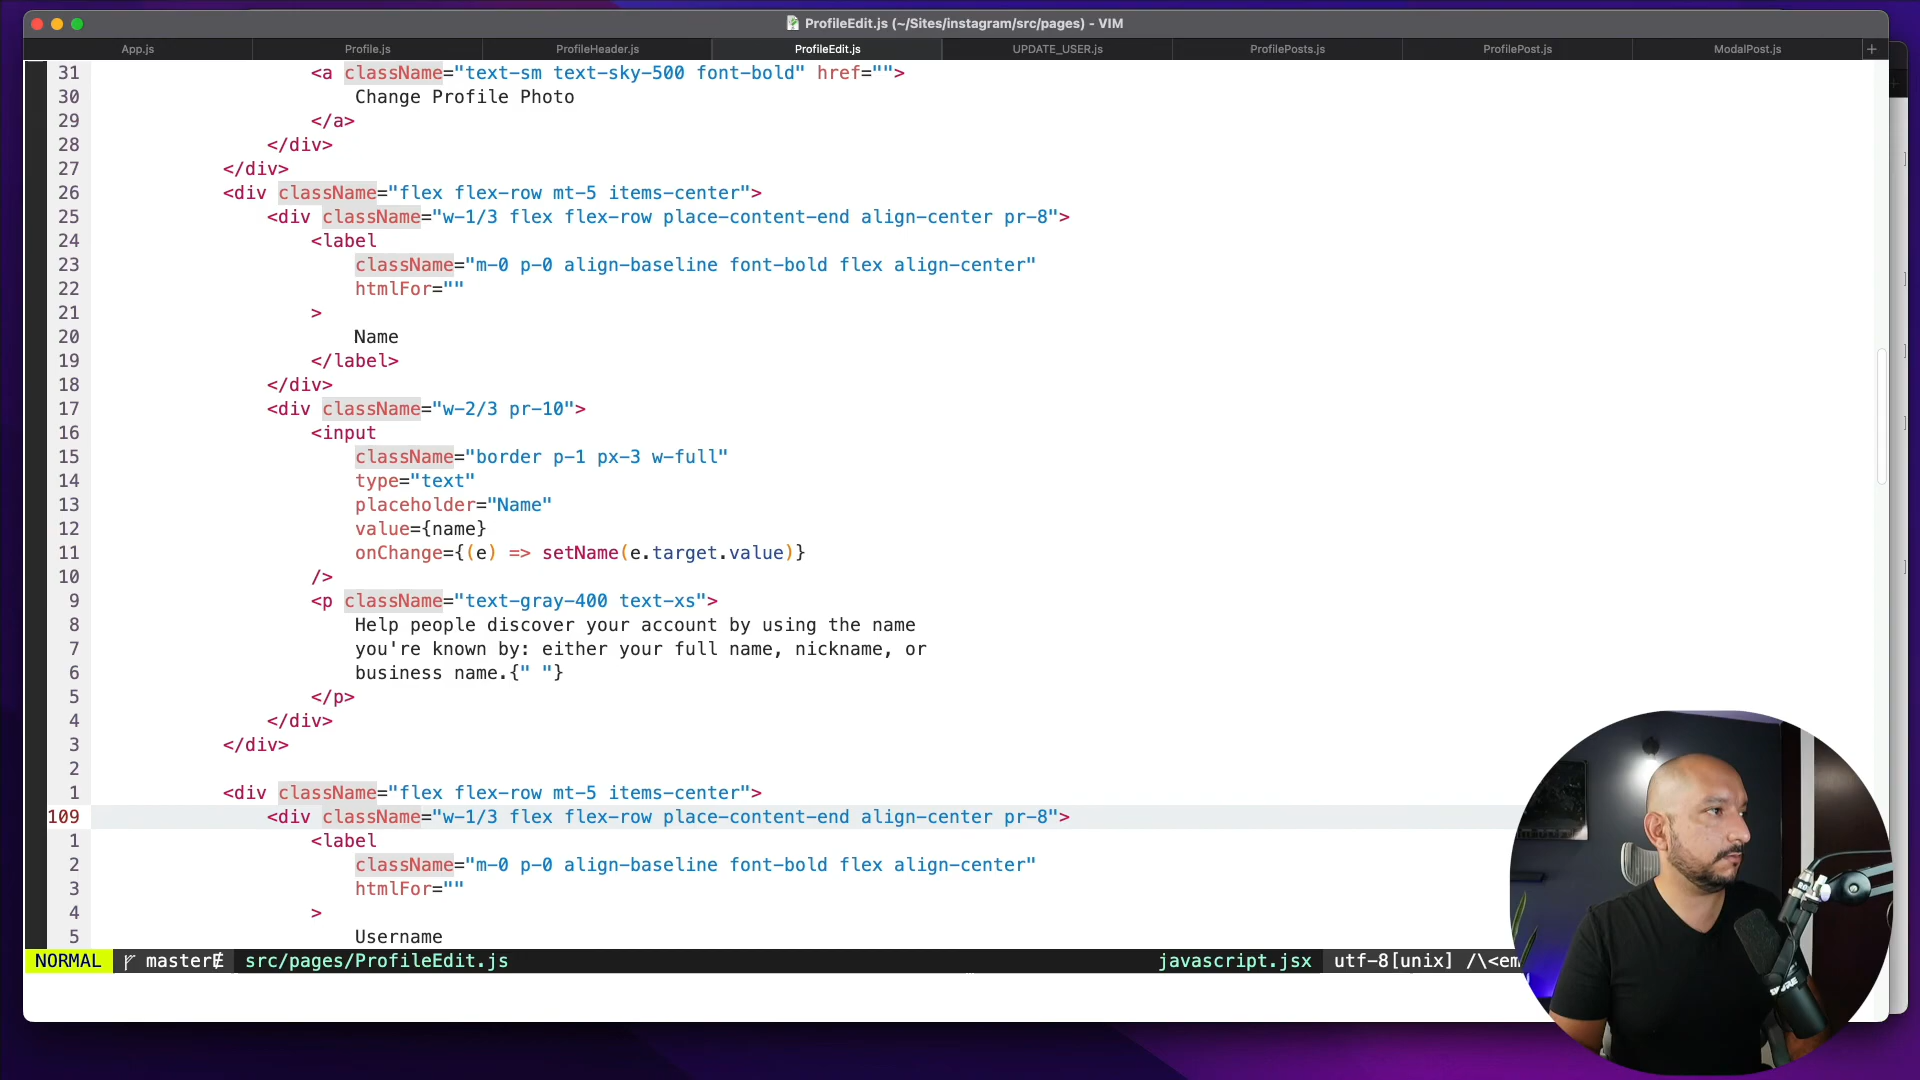 ProfileEdit.js (~/Sites/instagram/src/pages) - VIM
App.js Profile.js ProfileHeader.js ProfileEdit.js UPDATE_USER.js ProfilePosts.js ProfilePost.js ModalPost.js +
31 <a className="text-sm text-sky-500 font-bold" href="">
30 Change Profile Photo
29 </a>
28 </div>
27 </div>
26 <div className="flex flex-row mt-5 items-center">
25 <div className="w-1/3 flex flex-row place-content-end align-center pr-8">
24 <label
23 className="m-0 p-0 align-baseline font-bold flex align-center"
22 htmlFor=""
21 >
20 Name
19 </label>
18 </div>
17 <div className="w-2/3 pr-10">
16 <input
15 className="border p-1 px-3 w-full"
14 type="text"
13 placeholder="Name"
12 value={name}
11 onChange={(e) => setName(e.target.value)}
10 />
9 <p className="text-gray-400 text-xs">
8 Help people discover your account by using the name
7 you're known by: either your full name, nickname, or
6 business name.{" "}
5 </p>
4 </div>
3 </div>
2
1 <div className="flex flex-row mt-5 items-center">
109 <div className="w-1/3 flex flex-row place-content-end align-center pr-8">
1 <label
2 className="m-0 p-0 align-baseline font-bold flex align-center"
3 htmlFor=""
4 >
5 Username
NORMAL master src/pages/ProfileEdit.js javascript.jsx utf-8[unix] /\<em